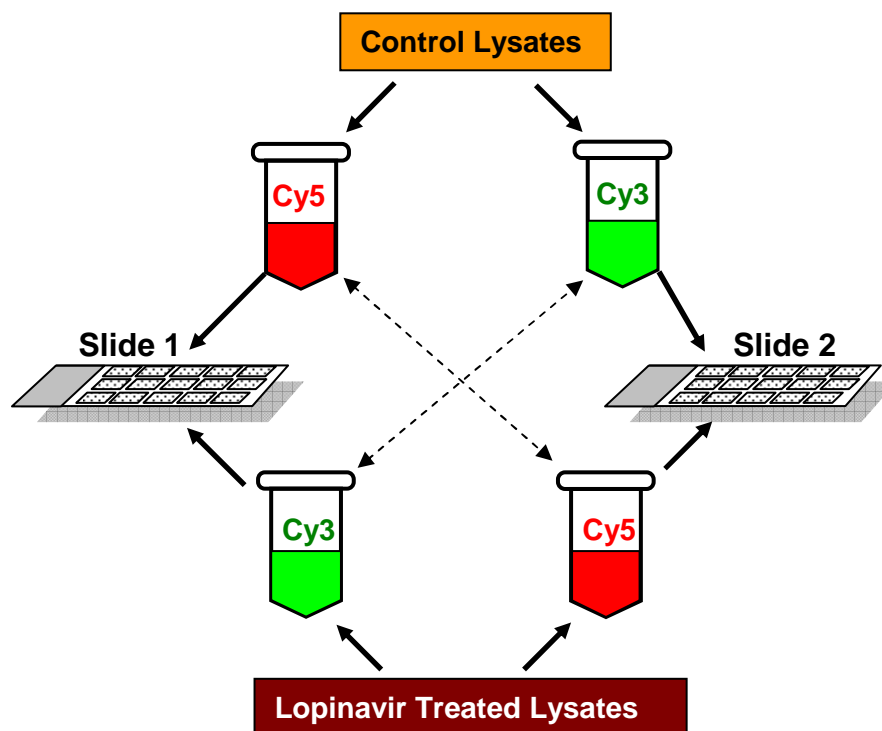 Control Lysates
Cy5
Cy3
Slide 1
Slide 2
Cy3
Cy5
Lopinavir Treated Lysates